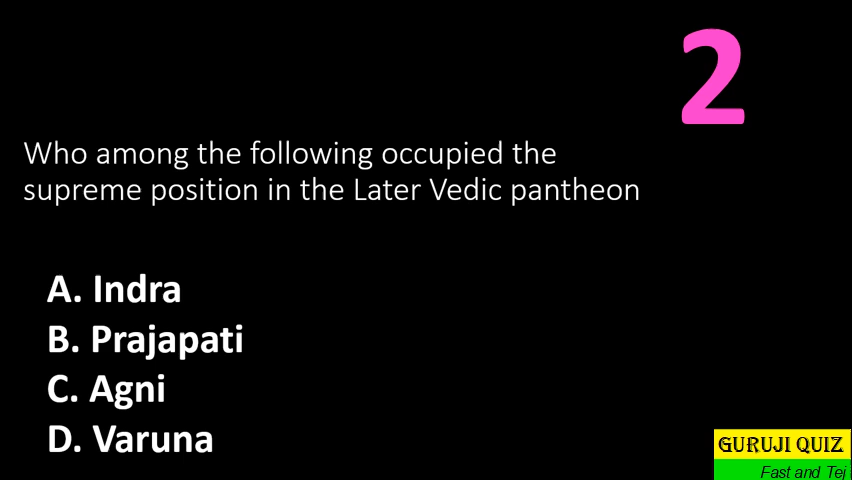 2
Who among the following occupied the
supreme position in the Later Vedic pantheon
A. Indra
B. Prajapati
C. Agni
D. Varuna
GURUJI QUIZ
Fast and Tej